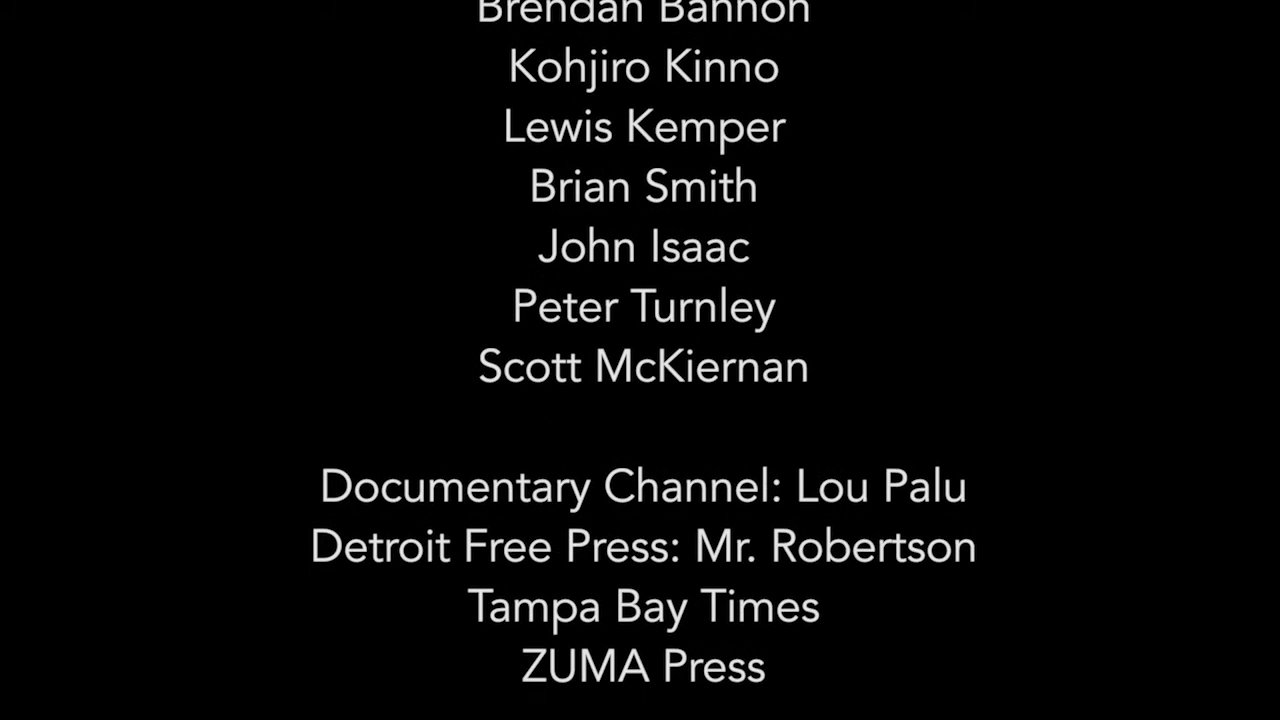 Brendan Bannon
Kohjiro Kinno
Lewis Kemper
Brian Smith
John Isaac
Peter Turnley
Scott McKiernan
Documentary Channel: Lou Palu
Detroit Free Press: Mr. Robertson
Tampa Bay Times
ZUMA Press